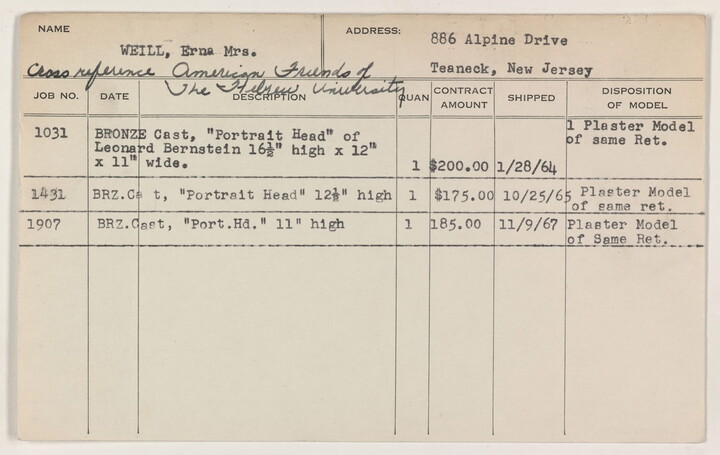 NAME
ADDRESS:
WEILL, Erna Mrs.
886 Alpine Drive
Teaneck, New Jersey
Cross reference American Friends of
The Hebrew University
JOB NO. DATE DESCRIPTION QUAN CONTRACT AMOUNT SHIPPED DISPOSITION OF MODEL
1031 BRONZE Cast, "Portrait Head" of
Leonard Bernstein 16½" high x 12"
x 11" wide. 1 $200.00 1/28/64
1 Plaster Model
of same Ret.
1431 BRZ.Ca t, "Portrait Head" 12½" high 1 $175.00 10/25/65 Plaster Model
of same ret.
1907 BRZ.Cast, "Port.Hd." 11" high 1 185.00 11/9/67 Plaster Model
of Same Ret.